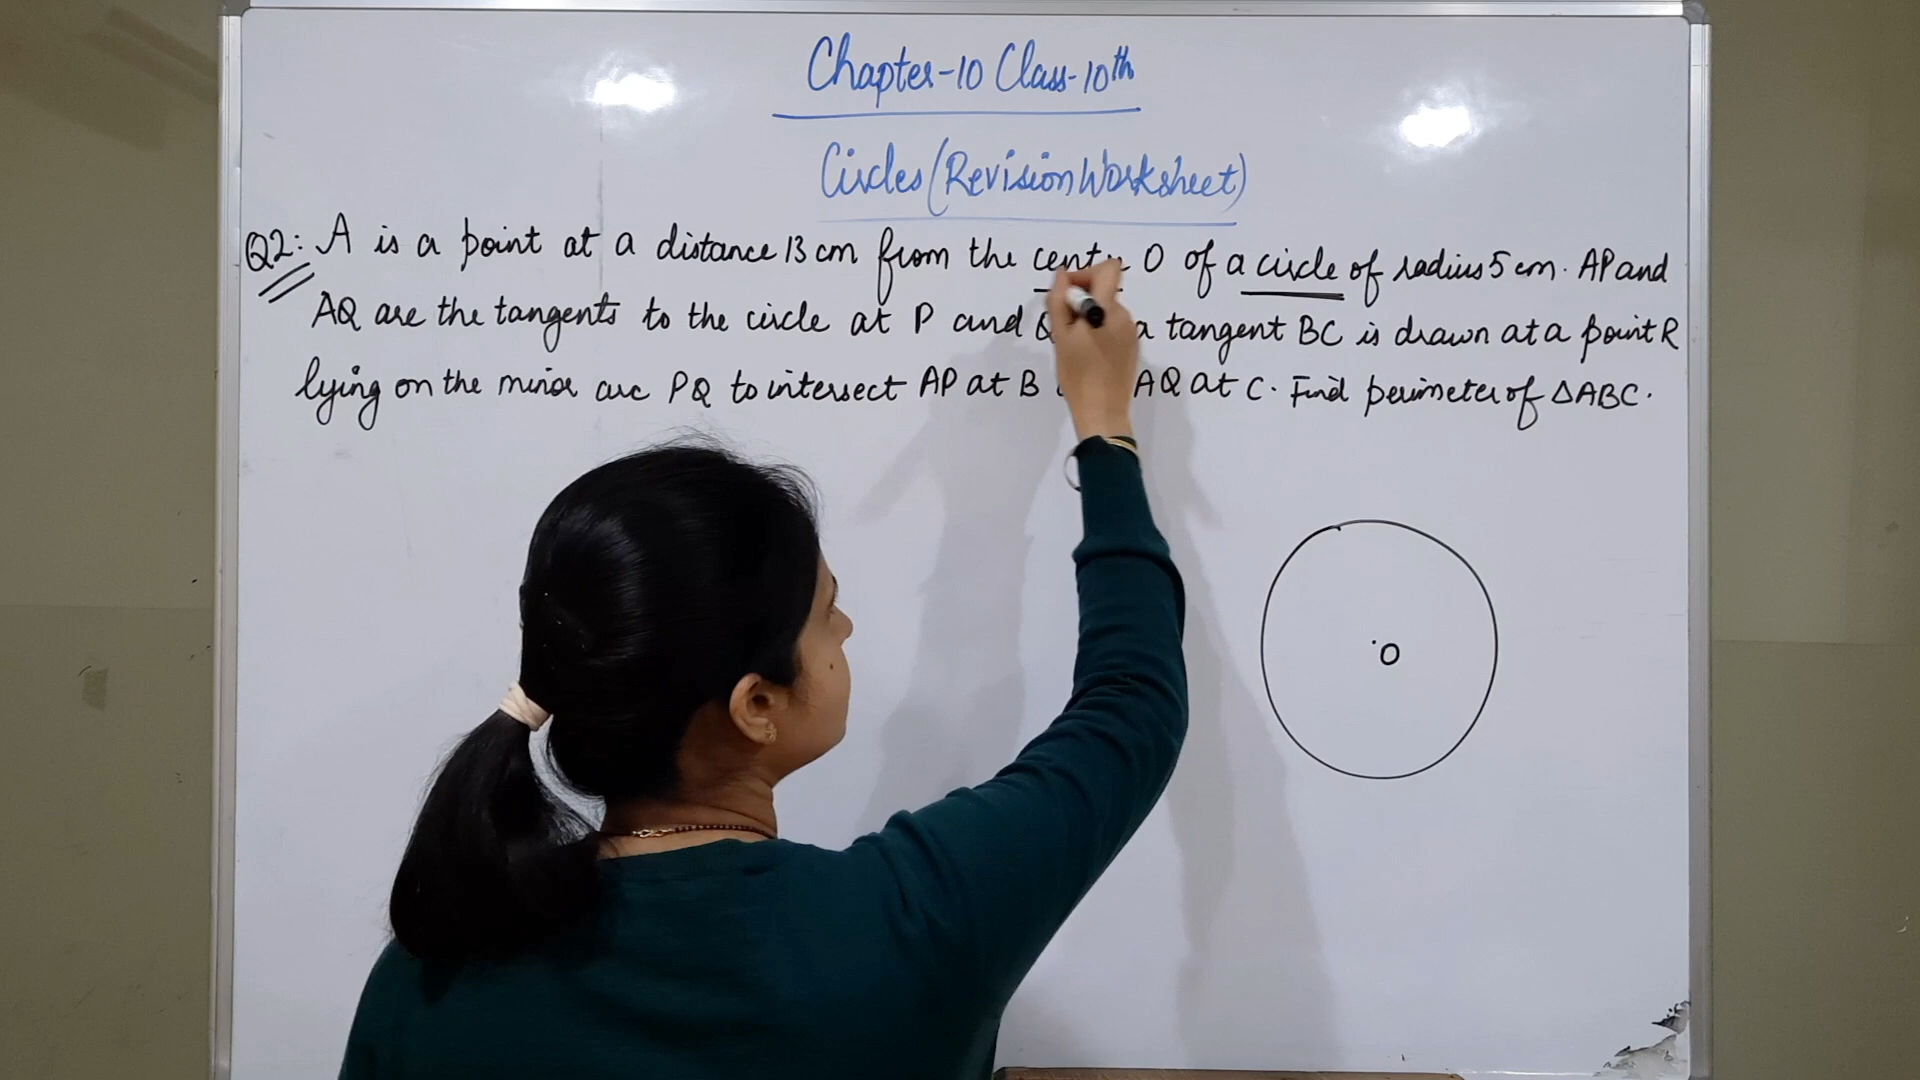 Chapter-10 Class-10th
Circles (Revision Worksheet)
Q2: A is a point at a distance 13 cm from the O of a circle of radius 5 cm. AP and
AQ are the tangents to the circle at P and a tangent BC is drawn at a point R
lying on the minor arc PQ to intersect AP at B AQ at C. Find perimeter of △ABC.
O